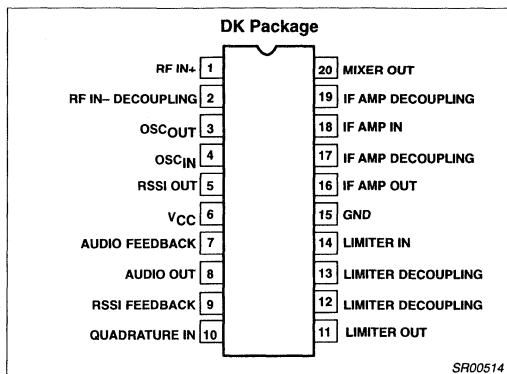 DK Package
RF IN+ 1
RF IN– DECOUPLING 2
OSCOUT 3
OSCIN 4
RSSI OUT 5
VCC 6
AUDIO FEEDBACK 7
AUDIO OUT 8
RSSI FEEDBACK 9
QUADRATURE IN 10
20 MIXER OUT
19 IF AMP DECOUPLING
18 IF AMP IN
17 IF AMP DECOUPLING
16 IF AMP OUT
15 GND
14 LIMITER IN
13 LIMITER DECOUPLING
12 LIMITER DECOUPLING
11 LIMITER OUT
SR00514